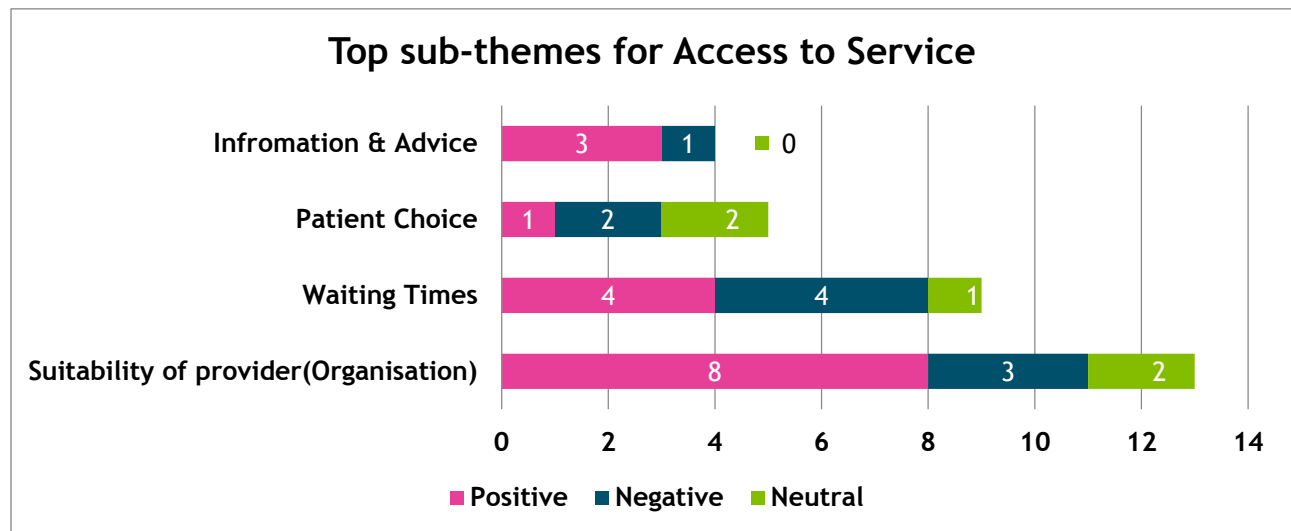 Top sub-themes for Access to Service
Infromation & Advice 3 1 0
Patient Choice 1 2 2
Waiting Times 4 4 1
Suitability of provider(Organisation) 8 3 2
0 2 4 6 8 10 12 14
Positive Negative Neutral